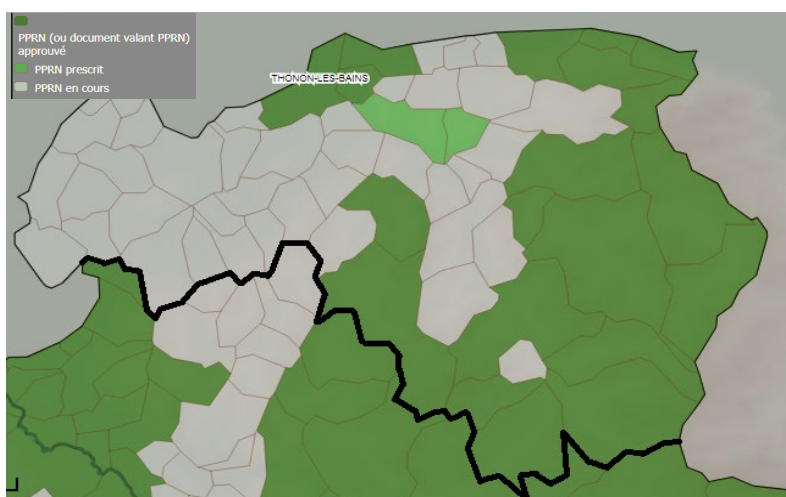 PPRN (ou document valant PPRN)
approuvé
PPRN prescrit
PPRN en cours
THONON-LES-BAINS